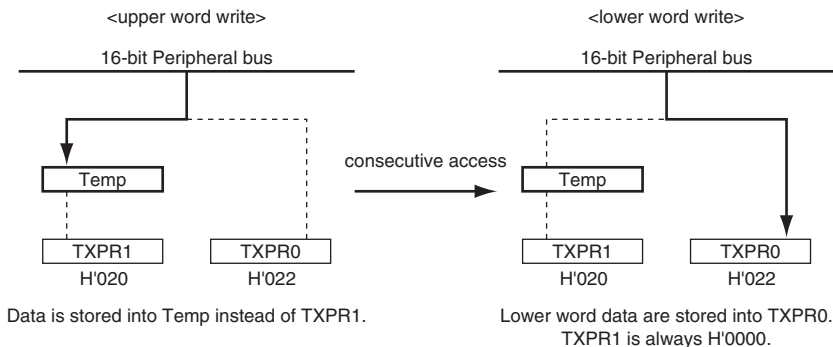 <upper word write>
16-bit Peripheral bus
Temp
TXPR1 TXPR0
H'020 H'022
Data is stored into Temp instead of TXPR1.
consecutive access
<lower word write>
16-bit Peripheral bus
Temp
TXPR1 TXPR0
H'020 H'022
Lower word data are stored into TXPR0.
TXPR1 is always H'0000.